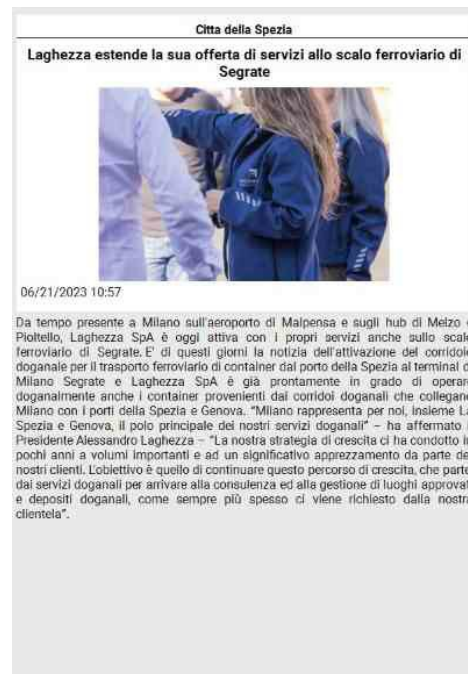 Citta della Spezia
Laghezza estende la sua offerta di servizi allo scalo ferroviario di
Segrate
06/21/2023 10:57
Da tempo presente a Milano sull'aeroporto di Malpensa e sugli hub di Melzo e
Pioltello, Laghezza SpA è oggi attiva con i propri servizi anche sullo scalo
ferroviario di Segrate. E' di questi giorni la notizia dell'attivazione del corridoio
doganale per il trasporto ferroviario di container dal porto della Spezia al terminal di
Milano Segrate e Laghezza SpA è già prontamente in grado di operare
doganalmente anche i container provenienti dai corridoi doganali che collegano
Milano con i porti della Spezia e Genova. “Milano rappresenta per noi, insieme La
Spezia e Genova, il polo principale dei nostri servizi doganali” – ha affermato il
Presidente Alessandro Laghezza – “La nostra strategia di crescita ci ha condotto in
pochi anni a volumi importanti e ad un significativo apprezzamento da parte dei
nostri clienti. L'obiettivo è quello di continuare questo percorso di crescita, che parte
dai servizi doganali per arrivare alla consulenza ed alla gestione di luoghi approvati
e depositi doganali, come sempre più spesso ci viene richiesto dalla nostra
clientela”.